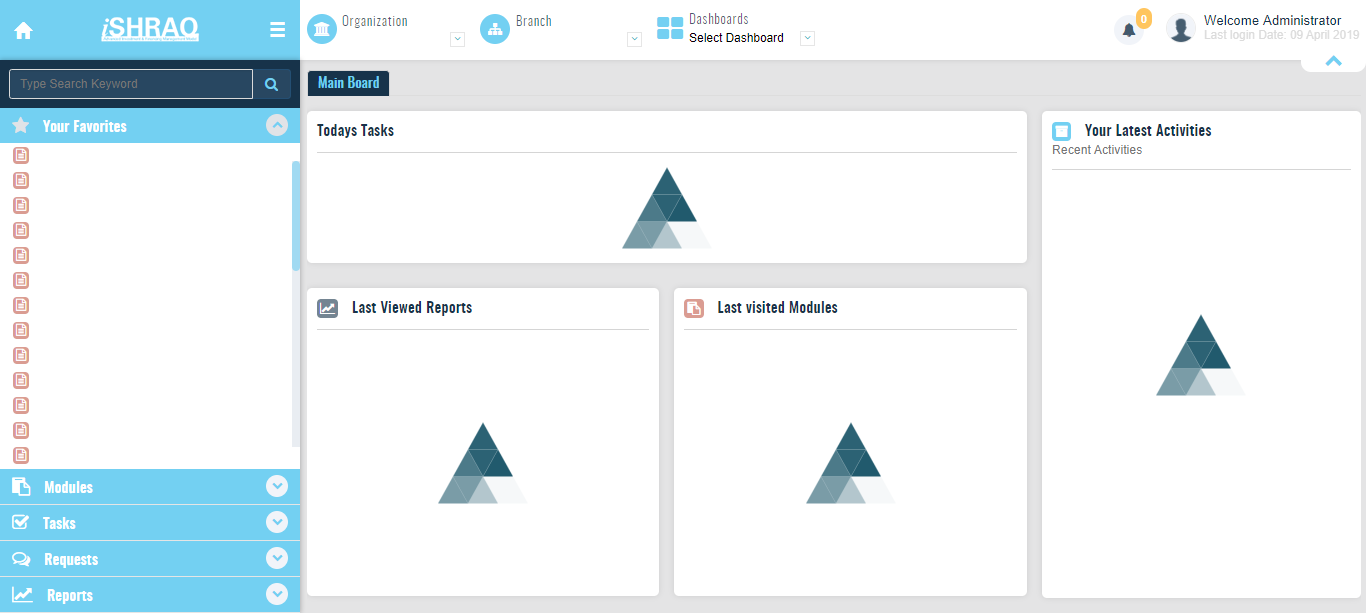 iSHRAQ
Organization
Branch
Dashboards
Select Dashboard
0
Welcome Administrator
Last login Date: 09 April 2019
Type Search Keyword
Main Board
Your Favorites
Todays Tasks
Your Latest Activities
Recent Activities
Last Viewed Reports
Last visited Modules
Modules
Tasks
Requests
Reports